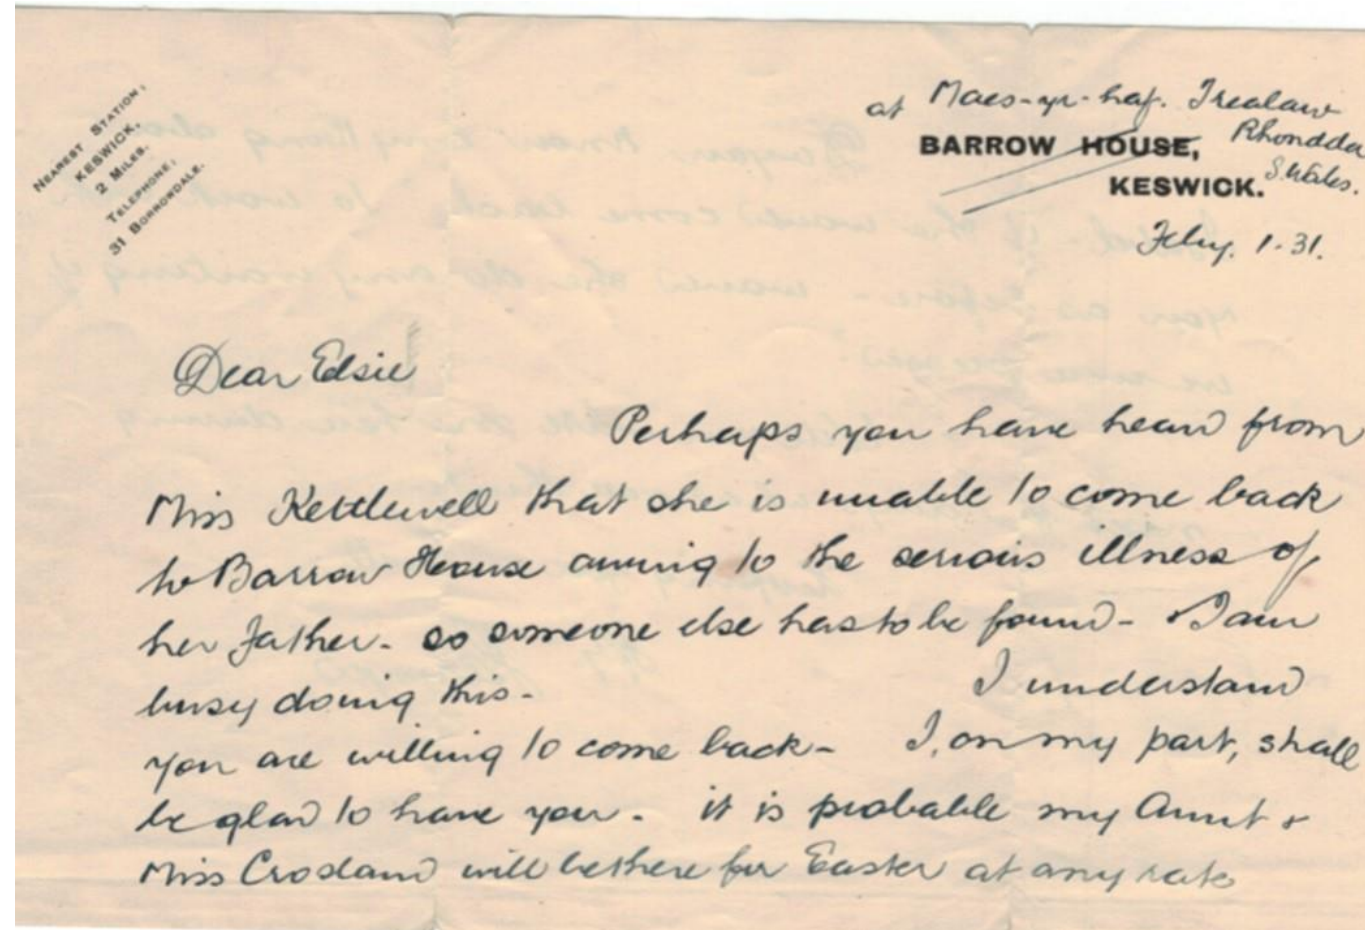 NEAREST STATION,
KESWICK.
2 MILES.
TELEPHONE,
31 BORROWDALE.
at Maes-yr-haf. Trealaw
Rhondda
BARROW HOUSE,
S. Wales.
KESWICK.
Feby. 1. 31.
Dear Elsie
Perhaps you have heard from
Miss Kettlewell that she is unable to come back
to Barrow House owing to the serious illness of
her father - so someone else has to be found - & I am
busy doing this -
I understand
you are willing to come back - I, on my part, shall
be glad to have you. it is probable my Aunt &
Miss Crosland will be there for Easter at any rate